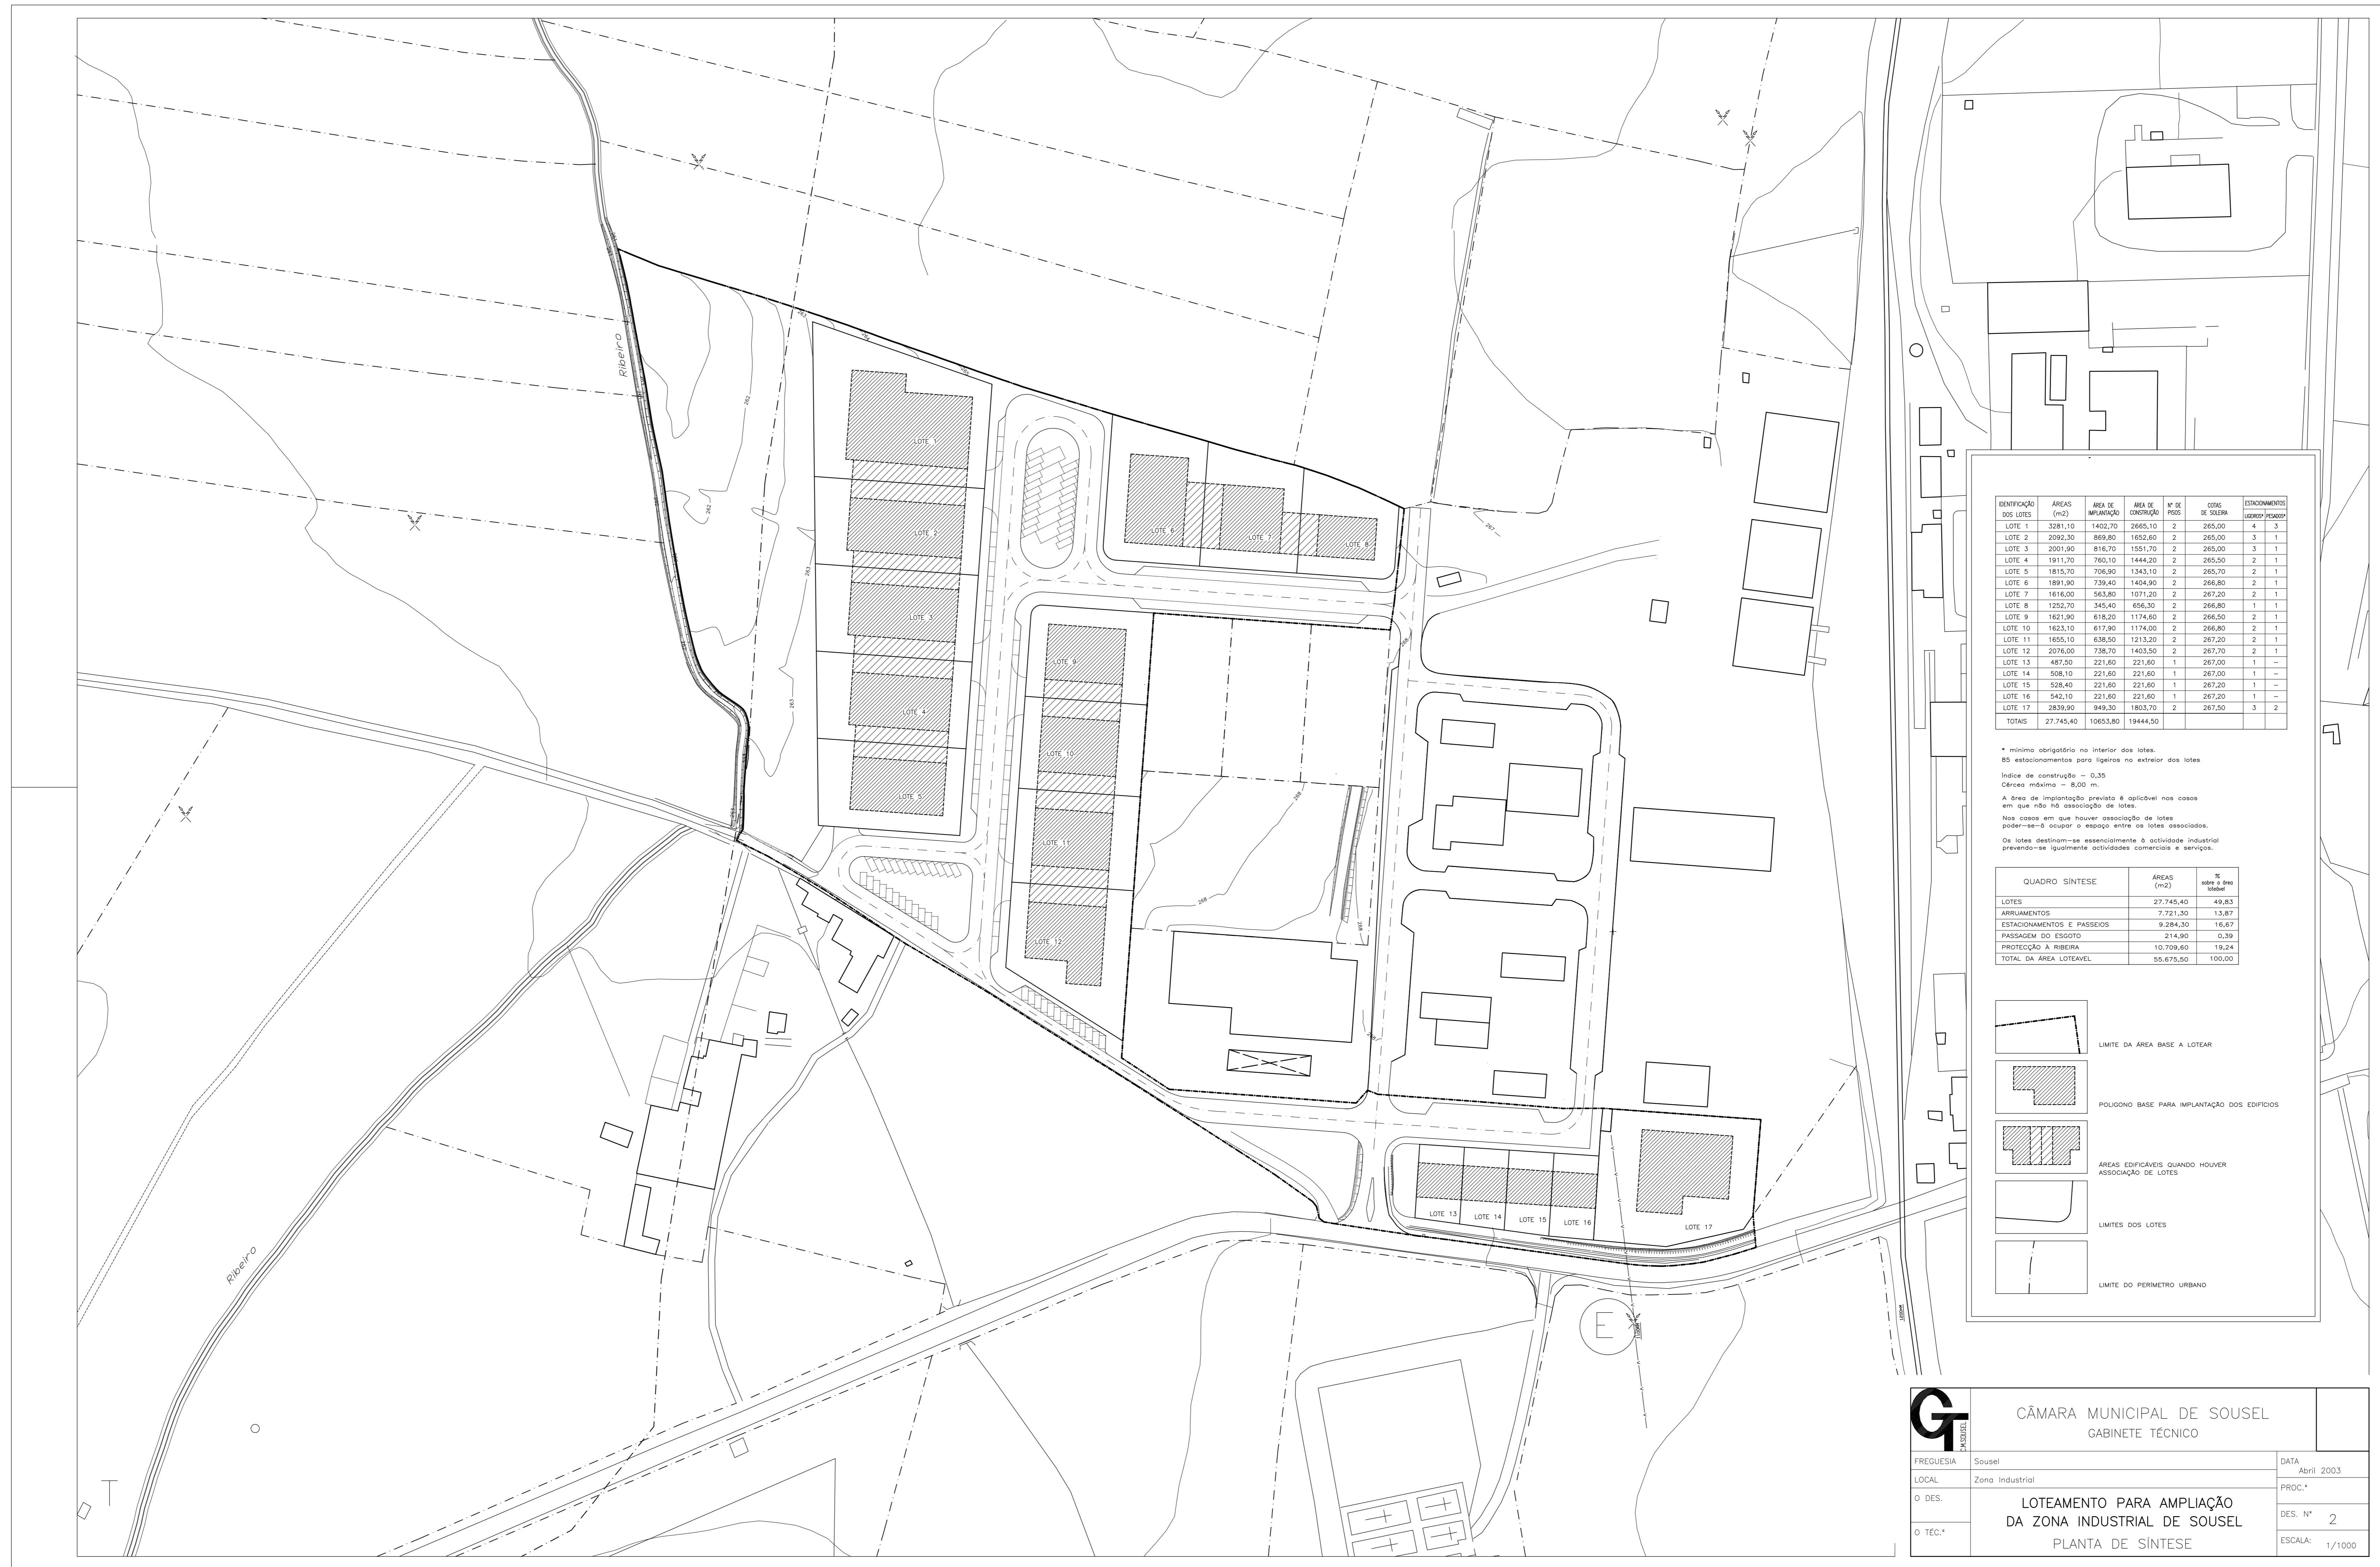 Ribeiro
262
262
263
263
263
263
264
265
267
268
268
268
268
268
LOTE 1
LOTE 2
LOTE 3
LOTE 4
LOTE 5
LOTE 6
LOTE 7
LOTE 8
LOTE 9
LOTE 10
LOTE 11
LOTE 12
LOTE 13
LOTE 14
LOTE 15
LOTE 16
LOTE 17
Ribeiro
T
E
IDENTIFICAÇÃO DOS LOTES ÁREAS (m2) ÁREA DE IMPLANTAÇÃO ÁREA DE CONSTRUÇÃO Nº DE PISOS COTAS DE SOLEIRA ESTACIONAMENTOS LIGEIROS* PESADOS*
LOTE 1 3281,10 1402,70 2665,10 2 265,00 4 3
LOTE 2 2092,30 869,80 1652,60 2 265,00 3 1
LOTE 3 2001,90 816,70 1551,70 2 265,00 3 1
LOTE 4 1911,70 760,10 1444,20 2 265,50 2 1
LOTE 5 1815,70 706,90 1343,10 2 265,70 2 1
LOTE 6 1891,90 739,40 1404,90 2 266,80 2 1
LOTE 7 1616,00 563,80 1071,20 2 267,20 2 1
LOTE 8 1252,70 345,40 656,30 2 266,80 1 1
LOTE 9 1621,90 618,20 1174,60 2 266,50 2 1
LOTE 10 1623,10 617,90 1174,00 2 266,80 2 1
LOTE 11 1655,10 638,50 1213,20 2 267,20 2 1
LOTE 12 2076,00 738,70 1403,50 2 267,70 2 1
LOTE 13 487,50 221,60 221,60 1 267,00 1 –
LOTE 14 508,10 221,60 221,60 1 267,00 1 –
LOTE 15 528,40 221,60 221,60 1 267,20 1 –
LOTE 16 542,10 221,60 221,60 1 267,20 1 –
LOTE 17 2839,90 949,30 1803,70 2 267,50 3 2
TOTAIS 27.745,40 10653,80 19444,50
* minimo obrigatório no interior dos lotes.
85 estacionamentos para ligeiros no extreior dos lotes
Índice de construção – 0,35
Cércea máxima – 8,00 m.
A área de implantação prevista é aplicável nos casos
em que não há associação de lotes.
Nos casos em que houver associação de lotes
poder–se–á ocupar o espaço entre os lotes associados.
Os lotes destinam–se essencialmente à actividade industrial
prevendo–se igualmente actividades comerciais e serviços.
QUADRO SÍNTESE ÁREAS (m2) % sobre a área loteável
LOTES 27.745,40 49,83
ARRUAMENTOS 7.721,30 13,87
ESTACIONAMENTOS E PASSEIOS 9.284,30 16,67
PASSAGEM DO ESGOTO 214,90 0,39
PROTECÇÃO À RIBEIRA 10.709,60 19,24
TOTAL DA ÁREA LOTEAVEL 55.675,50 100,00
LIMITE DA ÁREA BASE A LOTEAR
POLIGONO BASE PARA IMPLANTAÇÃO DOS EDIFÍCIOS
ÁREAS EDIFICÁVEIS QUANDO HOUVER
ASSOCIAÇÃO DE LOTES
LIMITES DOS LOTES
LIMITE DO PERÍMETRO URBANO
GT
C.M.SOUSEL
CÂMARA MUNICIPAL DE SOUSEL
GABINETE TÉCNICO
FREGUESIA Sousel
LOCAL Zona Industrial
O DES.
O TÉC.º
LOTEAMENTO PARA AMPLIAÇÃO
DA ZONA INDUSTRIAL DE SOUSEL
PLANTA DE SÍNTESE
DATA
Abril 2003
PROC.º
DES. Nº 2
ESCALA: 1/1000